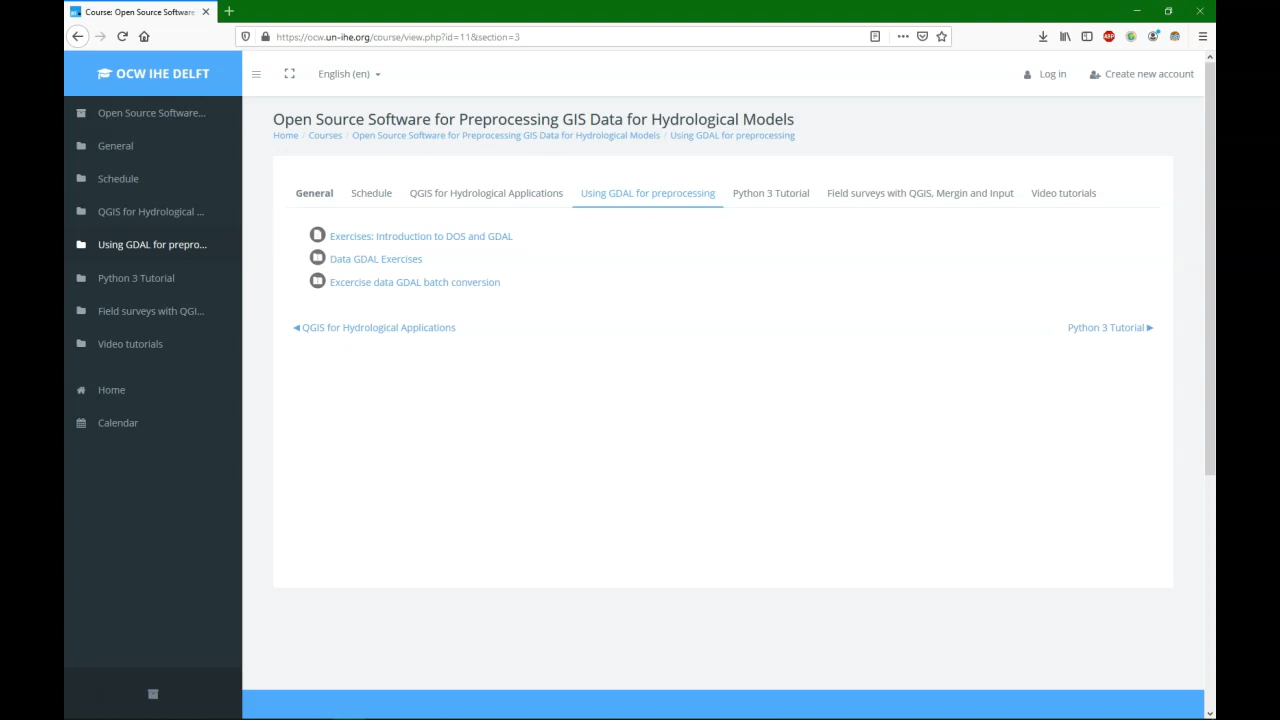 Course: Open Source Software
https://ocw.un-ihe.org/course/view.php?id=11&section=3
ABP
OCW IHE DELFT
English (en)
Log in
Create new account
Open Source Software...
General
Schedule
QGIS for Hydrological ...
Using GDAL for prepro...
Python 3 Tutorial
Field surveys with QGI...
Video tutorials
Home
Calendar
Open Source Software for Preprocessing GIS Data for Hydrological Models
Home / Courses / Open Source Software for Preprocessing GIS Data for Hydrological Models / Using GDAL for preprocessing
General Schedule QGIS for Hydrological Applications Using GDAL for preprocessing Python 3 Tutorial Field surveys with QGIS, Mergin and Input Video tutorials
Exercises: Introduction to DOS and GDAL
Data GDAL Exercises
Excercise data GDAL batch conversion
◀ QGIS for Hydrological Applications
Python 3 Tutorial ▶